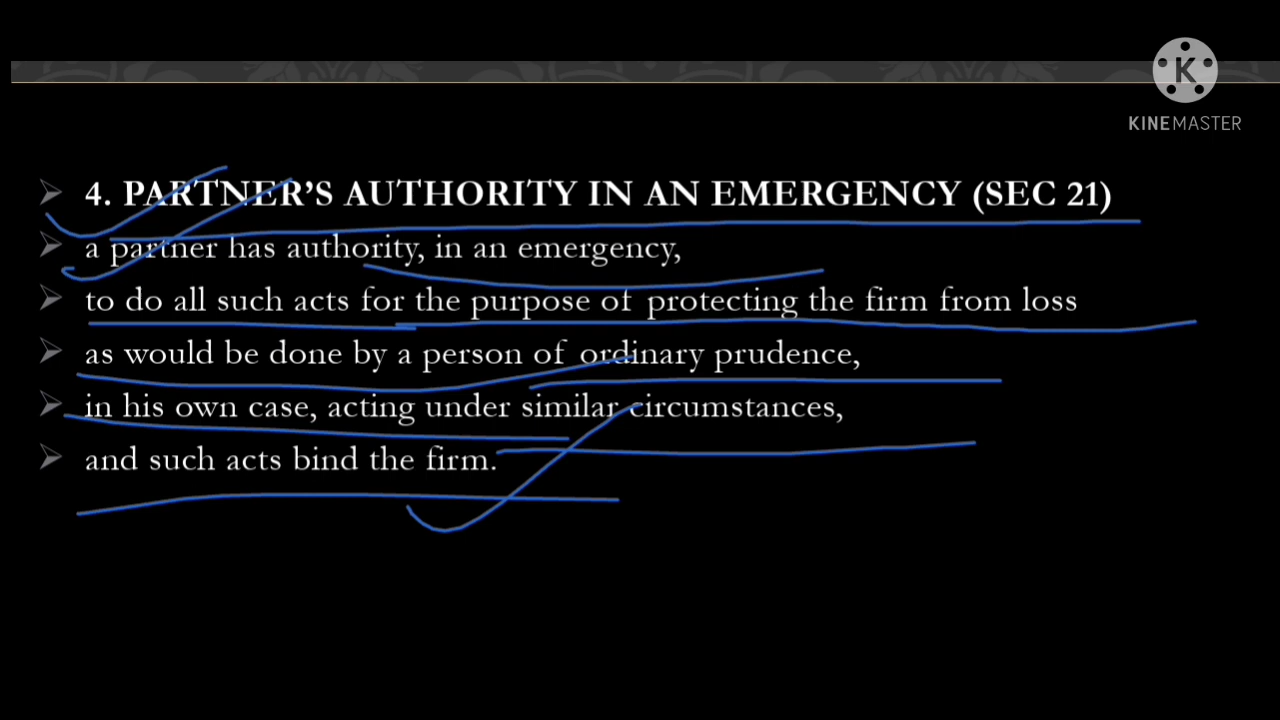 K
KINEMASTER
4. PARTNER'S AUTHORITY IN AN EMERGENCY (SEC 21)
a partner has authority, in an emergency,
to do all such acts for the purpose of protecting the firm from loss
as would be done by a person of ordinary prudence,
in his own case, acting under similar circumstances,
and such acts bind the firm.